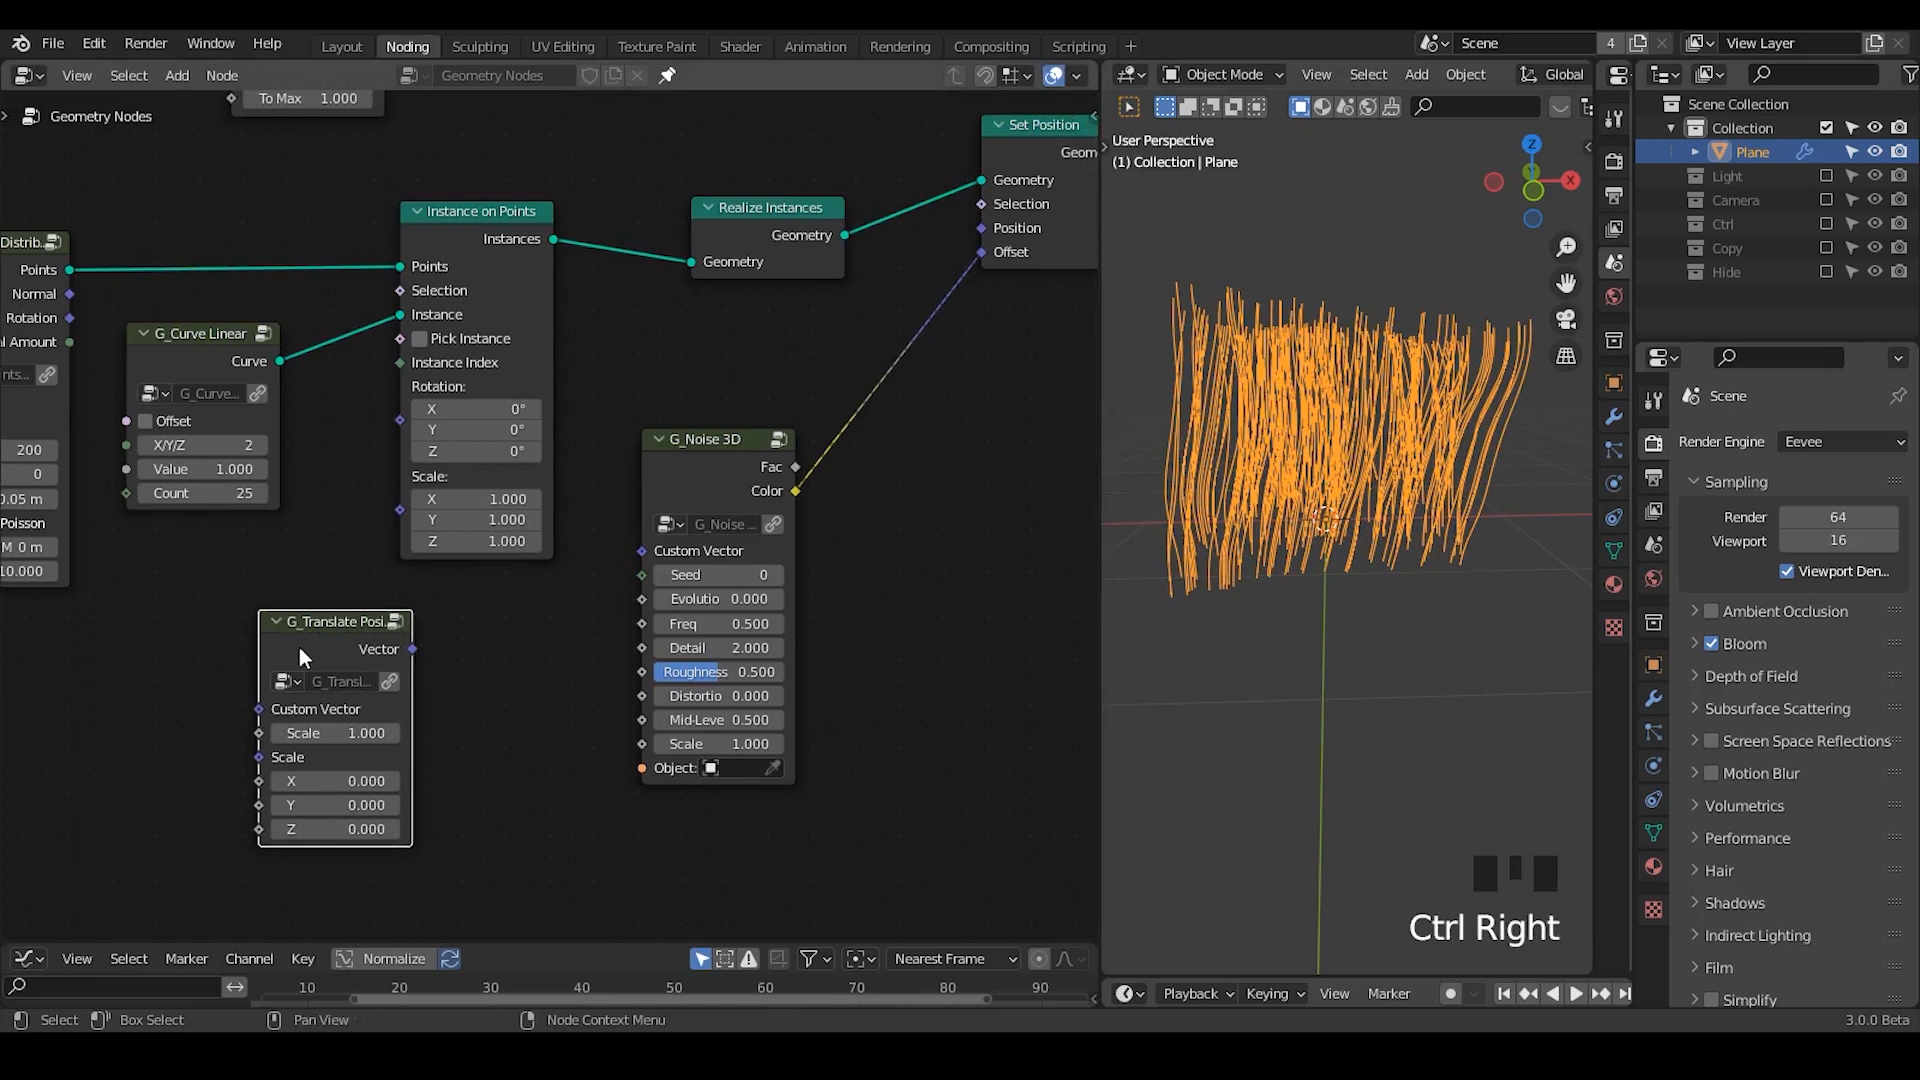 File Edit Render Window Help
Layout Noding Sculpting UV Editing Texture Paint Shader Animation Rendering Compositing Scripting +
Scene 4
View Layer
View Select Add Node
Geometry Nodes
Object Mode View Select Add Object Global
To Max 1.000
Geometry Nodes
Distrib..
Points
Normal
Rotation
l Amount
nts...
200
0
0.05 m
Poisson
M 0 m
10.000
G_Curve Linear
Curve
G_Curve...
Offset
X/Y/Z 2
Value 1.000
Count 25
Instance on Points
Instances
Points
Selection
Instance
Pick Instance
Instance Index
Rotation:
X 0°
Y 0°
Z 0°
Scale:
X 1.000
Y 1.000
Z 1.000
Realize Instances
Geometry
Geometry
Set Position
Geom
Geometry
Selection
Position
Offset
G_Noise 3D
Fac
Color
G_Noise ...
Custom Vector
Seed 0
Evolutio 0.000
Freq 0.500
Detail 2.000
Roughness 0.500
Distortio 0.000
Mid-Leve 0.500
Scale 1.000
Object:
G_Translate Posi..
Vector
G_Transl...
Custom Vector
Scale 1.000
Scale
X 0.000
Y 0.000
Z 0.000
User Perspective
(1) Collection | Plane
Z
X
Ctrl Right
Scene Collection
Collection
Plane
Light
Camera
Ctrl
Copy
Hide
Scene
Render Engine Eevee
Sampling
Render 64
Viewport 16
Viewport Den...
Ambient Occlusion
Bloom
Depth of Field
Subsurface Scattering
Screen Space Reflections
Motion Blur
Volumetrics
Performance
Hair
Shadows
Indirect Lighting
Film
Simplify
View Select Marker Channel Key Normalize Nearest Frame
10 20 30 40 50 60 70 80 90
Playback Keying View Marker
Select Box Select Pan View Node Context Menu 3.0.0 Beta